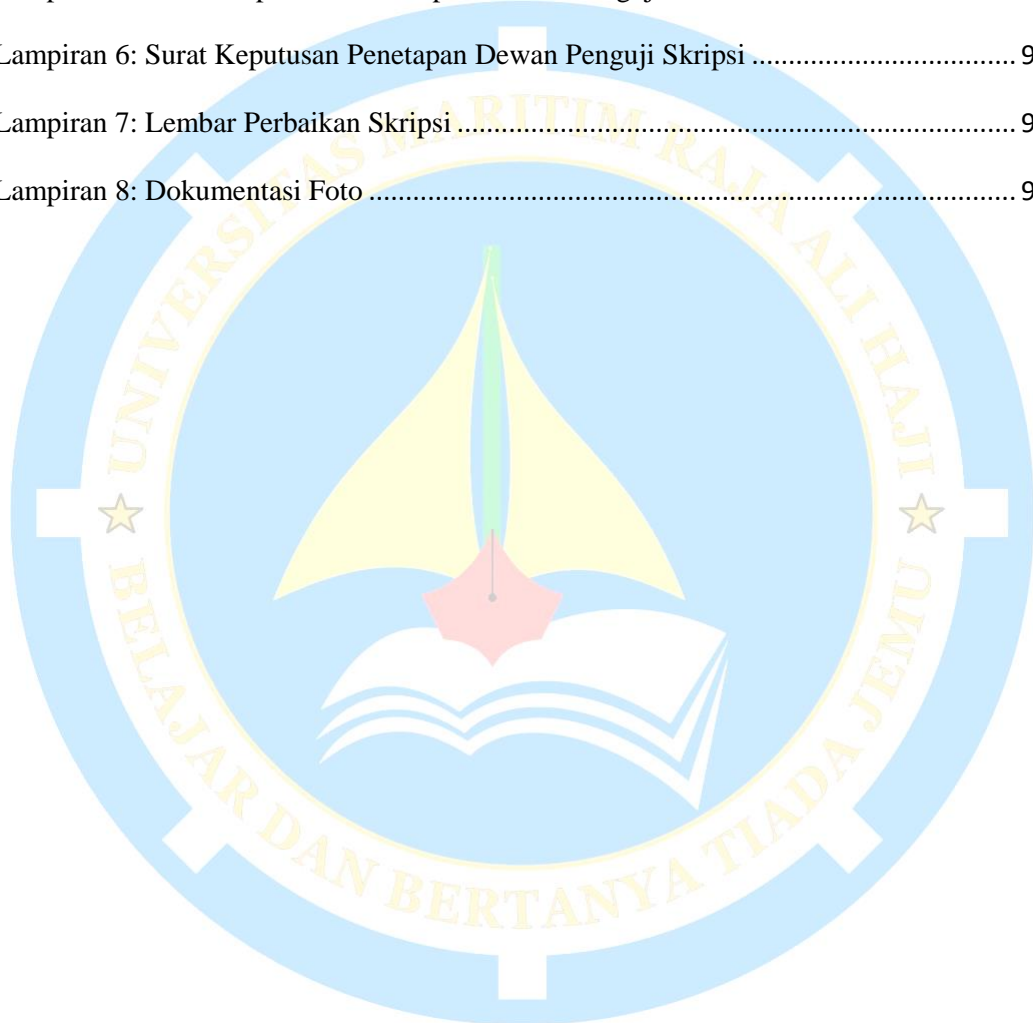 Lampiran 6: Surat Keputusan Penetapan Dewan Penguji Skripsi .................................. 9
Lampiran 7: Lembar Perbaikan Skripsi ........................................................................ 9
Lampiran 8: Dokumentasi Foto .................................................................................... 9
UNIVERSITAS MARITIM RAJA ALI HAJI
BELAJAR DAN BERTANYA TIADA JEMU